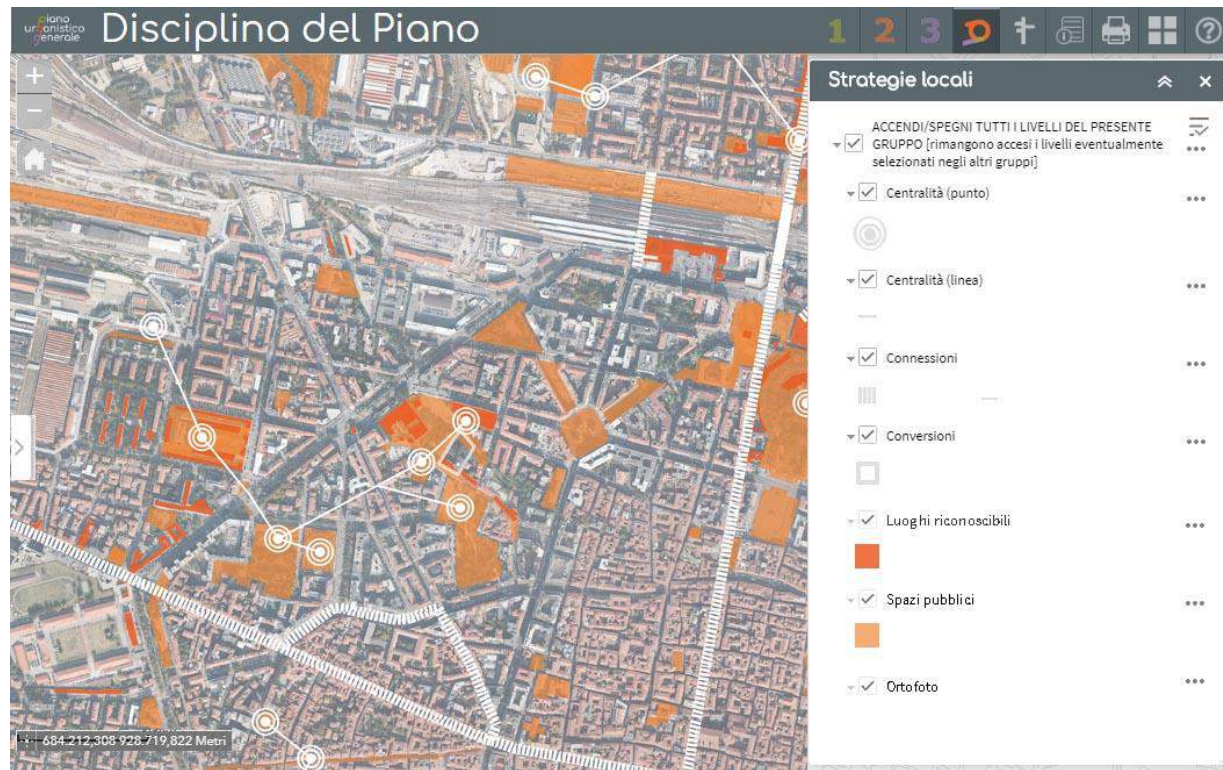 piano
urbanistico
generale
Disciplina del Piano
1 2 3
?
+
−
Strategie locali
ACCENDI/SPEGNI TUTTI I LIVELLI DEL PRESENTE
GRUPPO [rimangono accesi i livelli eventualmente
selezionati negli altri gruppi]
Centralità (punto)
Centralità (linea)
Connessioni
Conversioni
Luoghi riconoscibili
Spazi pubblici
Ortofoto
684.212,308 928.719,822 Metri